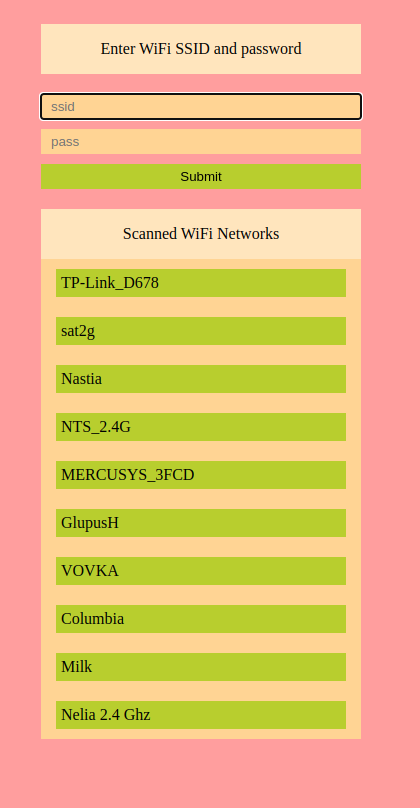 Enter WiFi SSID and password
ssid
pass
Submit
Scanned WiFi Networks
TP-Link_D678
sat2g
Nastia
NTS_2.4G
MERCUSYS_3FCD
GlupusH
VOVKA
Columbia
Milk
Nelia 2.4 Ghz